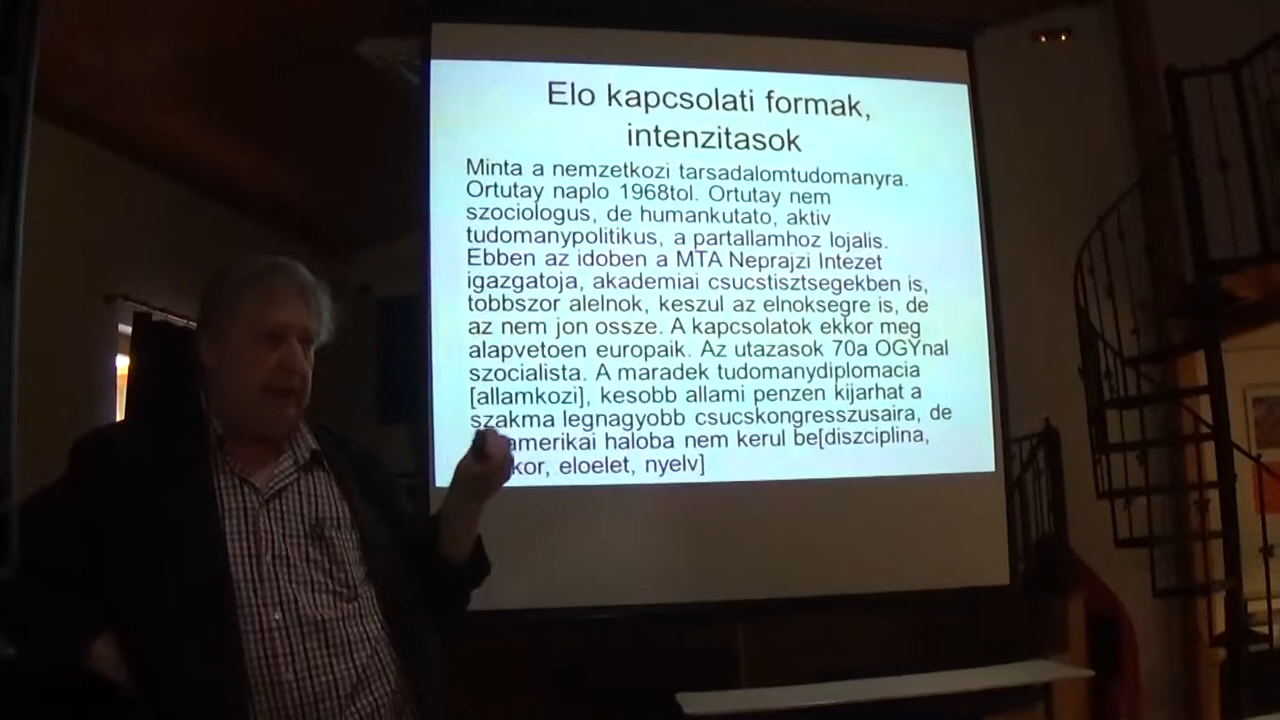 Elo kapcsolati formak,
intenzitasok
Minta a nemzetkozi tarsadalomtudomanyra.
Ortutay naplo 1968tol. Ortutay nem
szociologus, de humankutato, aktiv
tudomanypolitikus, a partallamhoz lojalis.
Ebben az idoben a MTA Neprajzi Intezet
igazgatoja, akademiai csucstisztsegekben is,
tobbszor alelnok, keszul az elnoksegre is, de
az nem jon ossze. A kapcsolatok ekkor meg
alapvetoen europaik. Az utazasok 70a OGYnal
szocialista. A maradek tudomanydiplomacia
[allamkozi], kesobb allami penzen kijarhat a
szakma legnagyobb csucskongresszusaira, de
amerikai haloba nem kerul be[diszciplina,
kor, eloelet, nyelv]